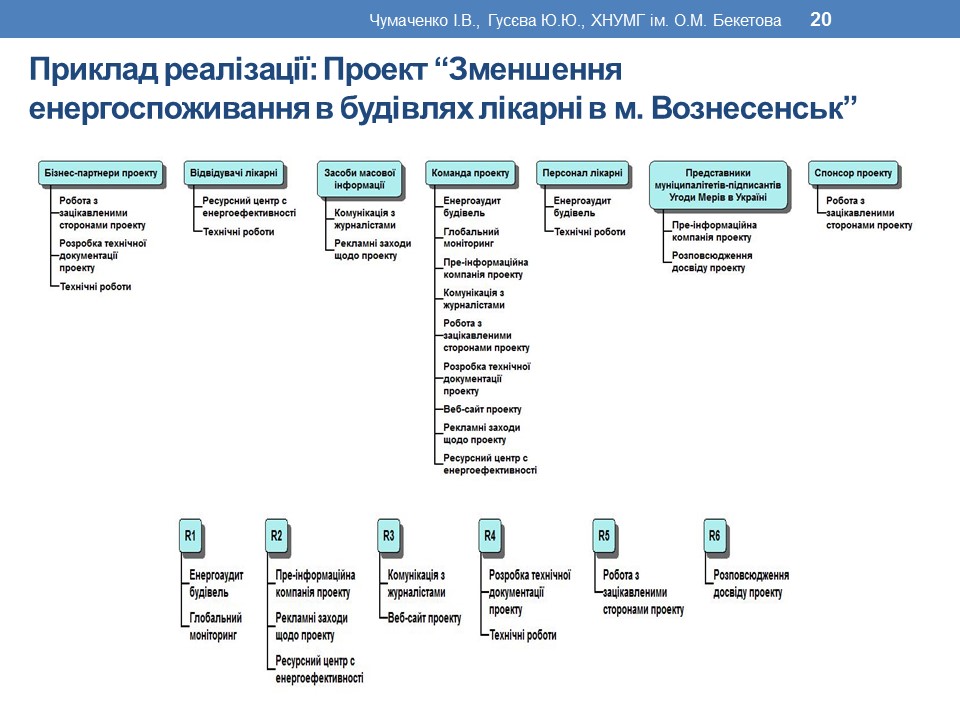 Чумаченко І.В., Гусєва Ю.Ю., ХНУМГ ім. О.М. Бекетова
20
Приклад реалізації: Проект “Зменшення
енергоспоживання в будівлях лікарні в м. Вознесенськ”
Бізнес-партнери проекту
Робота з
зацікавленими
сторонами проекту
Розробка технічної
документації
проекту
Технічні роботи
Відвідувачі лікарні
Ресурсний центр с
енергоефективності
Технічні роботи
Засоби масової
інформації
Комунікація з
журналістами
Рекламні заходи
щодо проекту
Команда проекту
Енергоаудит
будівель
Глобальний
моніторинг
Пре-інформаційна
компанія проекту
Комунікація з
журналістами
Робота з
зацікавленими
сторонами проекту
Розробка технічної
документації
проекту
Веб-сайт проекту
Рекламні заходи
щодо проекту
Ресурсний центр с
енергоефективності
Персонал лікарні
Енергоаудит
будівель
Технічні роботи
Представники
муніципалітетів-підписантів
Угоди Мерів в Україні
Пре-інформаційна
компанія проекту
Розповсюдження
досвіду проекту
Спонсор проекту
Робота з
зацікавленими
сторонами проекту
R1
Енергоаудит
будівель
Глобальний
моніторинг
R2
Пре-інформаційна
компанія проекту
Рекламні заходи
щодо проекту
Ресурсний центр с
енергоефективності
R3
Комунікація з
журналістами
Веб-сайт проекту
R4
Розробка технічної
документації
проекту
Технічні роботи
R5
Робота з
зацікавленими
сторонами проекту
R6
Розповсюдження
досвіду проекту